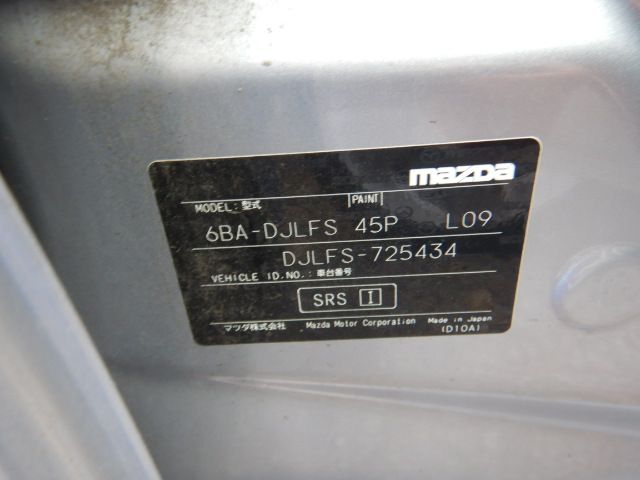 mazda
MODEL: 型式 PAINT
6BA-DJLFS 45P L09
DJLFS-725434
VEHICLE ID.NO.: 車台番号
SRS I
マツダ株式会社 Mazda Motor Corporation Made in Japan
(D10A)